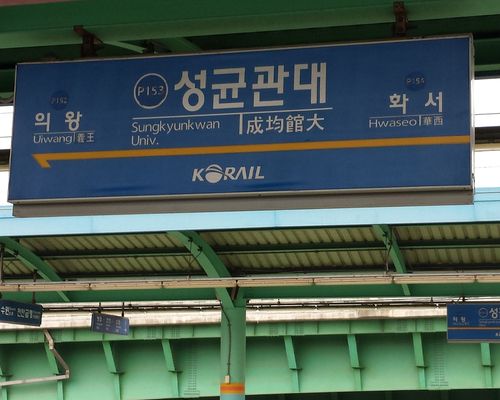 P152
의왕
Uiwang 義王
P153 성균관대
Sungkyunkwan
Univ.
成均館大
P154
화서
Hwaseo 華西
KORAIL